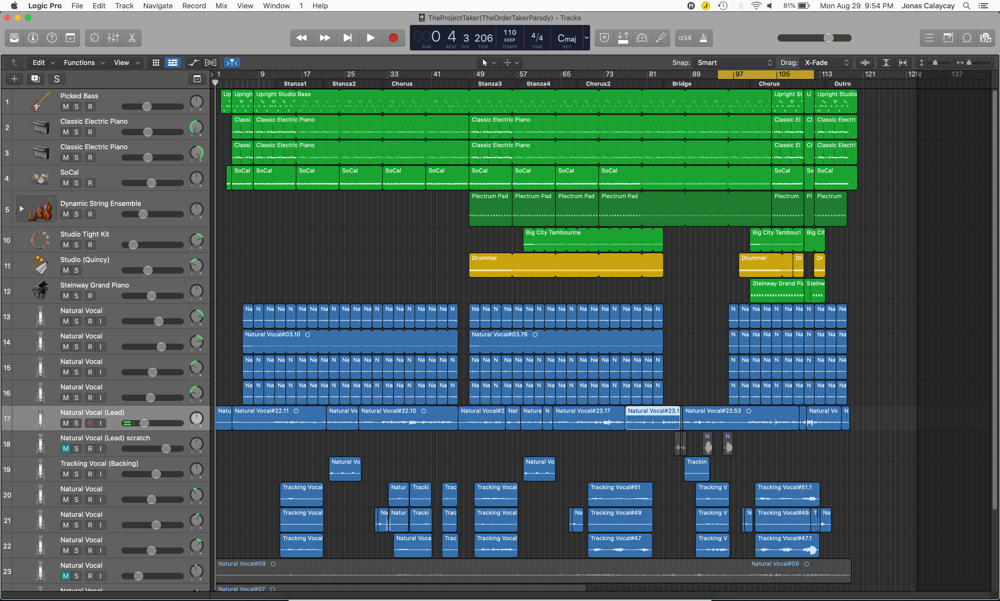 Logic Pro File Edit Track Navigate Record Mix View Window 1 Help J 81% Mon Aug 29 9:54 PM Jonas Calaycay
TheProjectTaker(TheOrderTakerParody) - Tracks
0 4 3 206 110 KEEP 4/4 Cmaj 1234
BAR BEAT DIV TICK TEMPO TIME KEY
Edit Functions View Snap: Smart Drag: X-Fade
S 1 9 17 25 33 41 49 57 65 73 81 89 97 105 113 121 129 137
Stanza1 Stanza2 Chorus Stanza3 Stanza4 Chorus2 Bridge Chorus Outro
1 Picked Bass M S R L R Up Uprigh Upright Studio Bass Upright St U Upright Studio
2 Classic Electric Piano M S R L R Classi Classic Electric Piano Classic Electric Piano Classic El Cl Classic Electri
3 Classic Electric Piano M S R L R Classi Classic Electric Piano Classic Electric Piano Classic El Cl Classic Electri
4 SoCal M S R L R SoCal SoCal SoCal SoCal SoCal SoCal SoCal SoCal SoCal SoCal SoCal So SoCal
5 Dynamic String Ensemble M S R L R Plectrum Pad Plectrum Pad Plectrum Pad Plectrum Pad Plectrum Pl Plectrum
10 Studio Tight Kit M S R L R Big City Tambourine Big City Tambouri Big Cit
11 Studio (Quincy) M S L R Drummer Drummer Dr Dr
12 Steinway Grand Piano M S R L R Steinway Grand Pia Steinw
13 Natural Vocal M S R I L R Na N Na Na N Na Na Na N Na Na Na N Na Na N Na Na Na N Na Na N Na Na Na N Na Na N Na Na Na N Na Na Na N N Na Na Na N Na Na N Na Na Na
14 Natural Vocal M S R I L R Natural Vocal#03.10 Natural Vocal#03.76 N Na Na Na N Na Na N Na Na Na
15 Natural Vocal M S R I L R Na N Na Na N Na Na Na N Na Na Na N Na Na N Na Na Na N Na Na N Na Na Na N Na Na N Na Na Na N Na Na Na N N Na Na Na N Na Na N Na Na Na
16 Natural Vocal M S R I L R Na N Na Na N Na Na Na N Na Na Na N Na Na N Na Na Na N Na Na N Na Na Na N Na Na N Na Na Na N Na Na Na N N Na Na Na N Na Na N Na Na Na
17 Natural Vocal (Lead) M S R I L R Natu Natural Vocal#22.11 Natural Vo Natural Vocal#22.10 Natural Vocal#2 Nat Natura N Natural Vocal#23.17 Natural Vocal#23.1 Natural Vocal#23.53 Natural Vo N
18 Natural Vocal (Lead) scratch M S R I L R N N
19 Tracking Vocal (Backing) M S R I L R Natural Vo Natural Vo Trackin
20 Natural Vocal M S R I L R Tracking Vocal Natur Tracki Trac Tracking Vocal Tracking Vocal#51 Tracking V Tracking Vocal#51.1
21 Natural Vocal M S R I L R Tracking Vocal Na Natur Tracki Trac Tracking Vocal Na Tracking Vocal#49 Tracking V N Tracking Vocal#49. T Na
22 Natural Vocal M S R I L R Tracking Vocal Natural Voca Trac Tracking Vocal Tracking Vocal#47 Tracking V Tracking Vocal#47.1
23 Natural Vocal M S R I L R Natural Vocal#09 Natural Vocal#09
Natural Vocal Natural Vocal#07